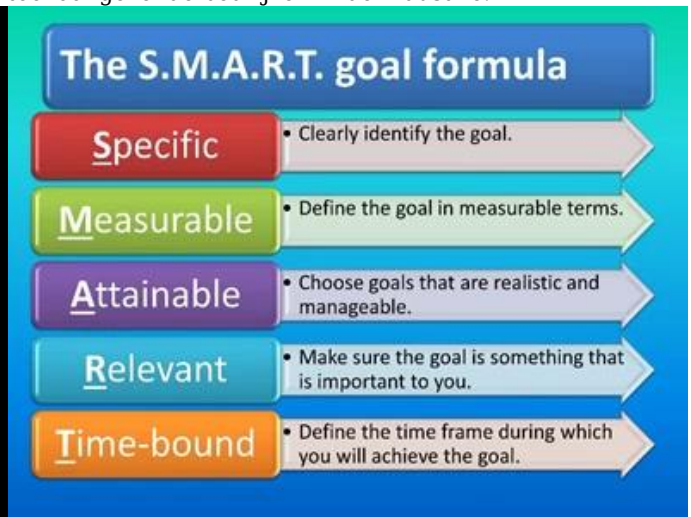 The S.M.A.R.T. goal formula
Specific
• Clearly identify the goal.
Measurable
• Define the goal in measurable terms.
Attainable
• Choose goals that are realistic and
manageable.
Relevant
• Make sure the goal is something that
is important to you.
Time-bound
• Define the time frame during which
you will achieve the goal.